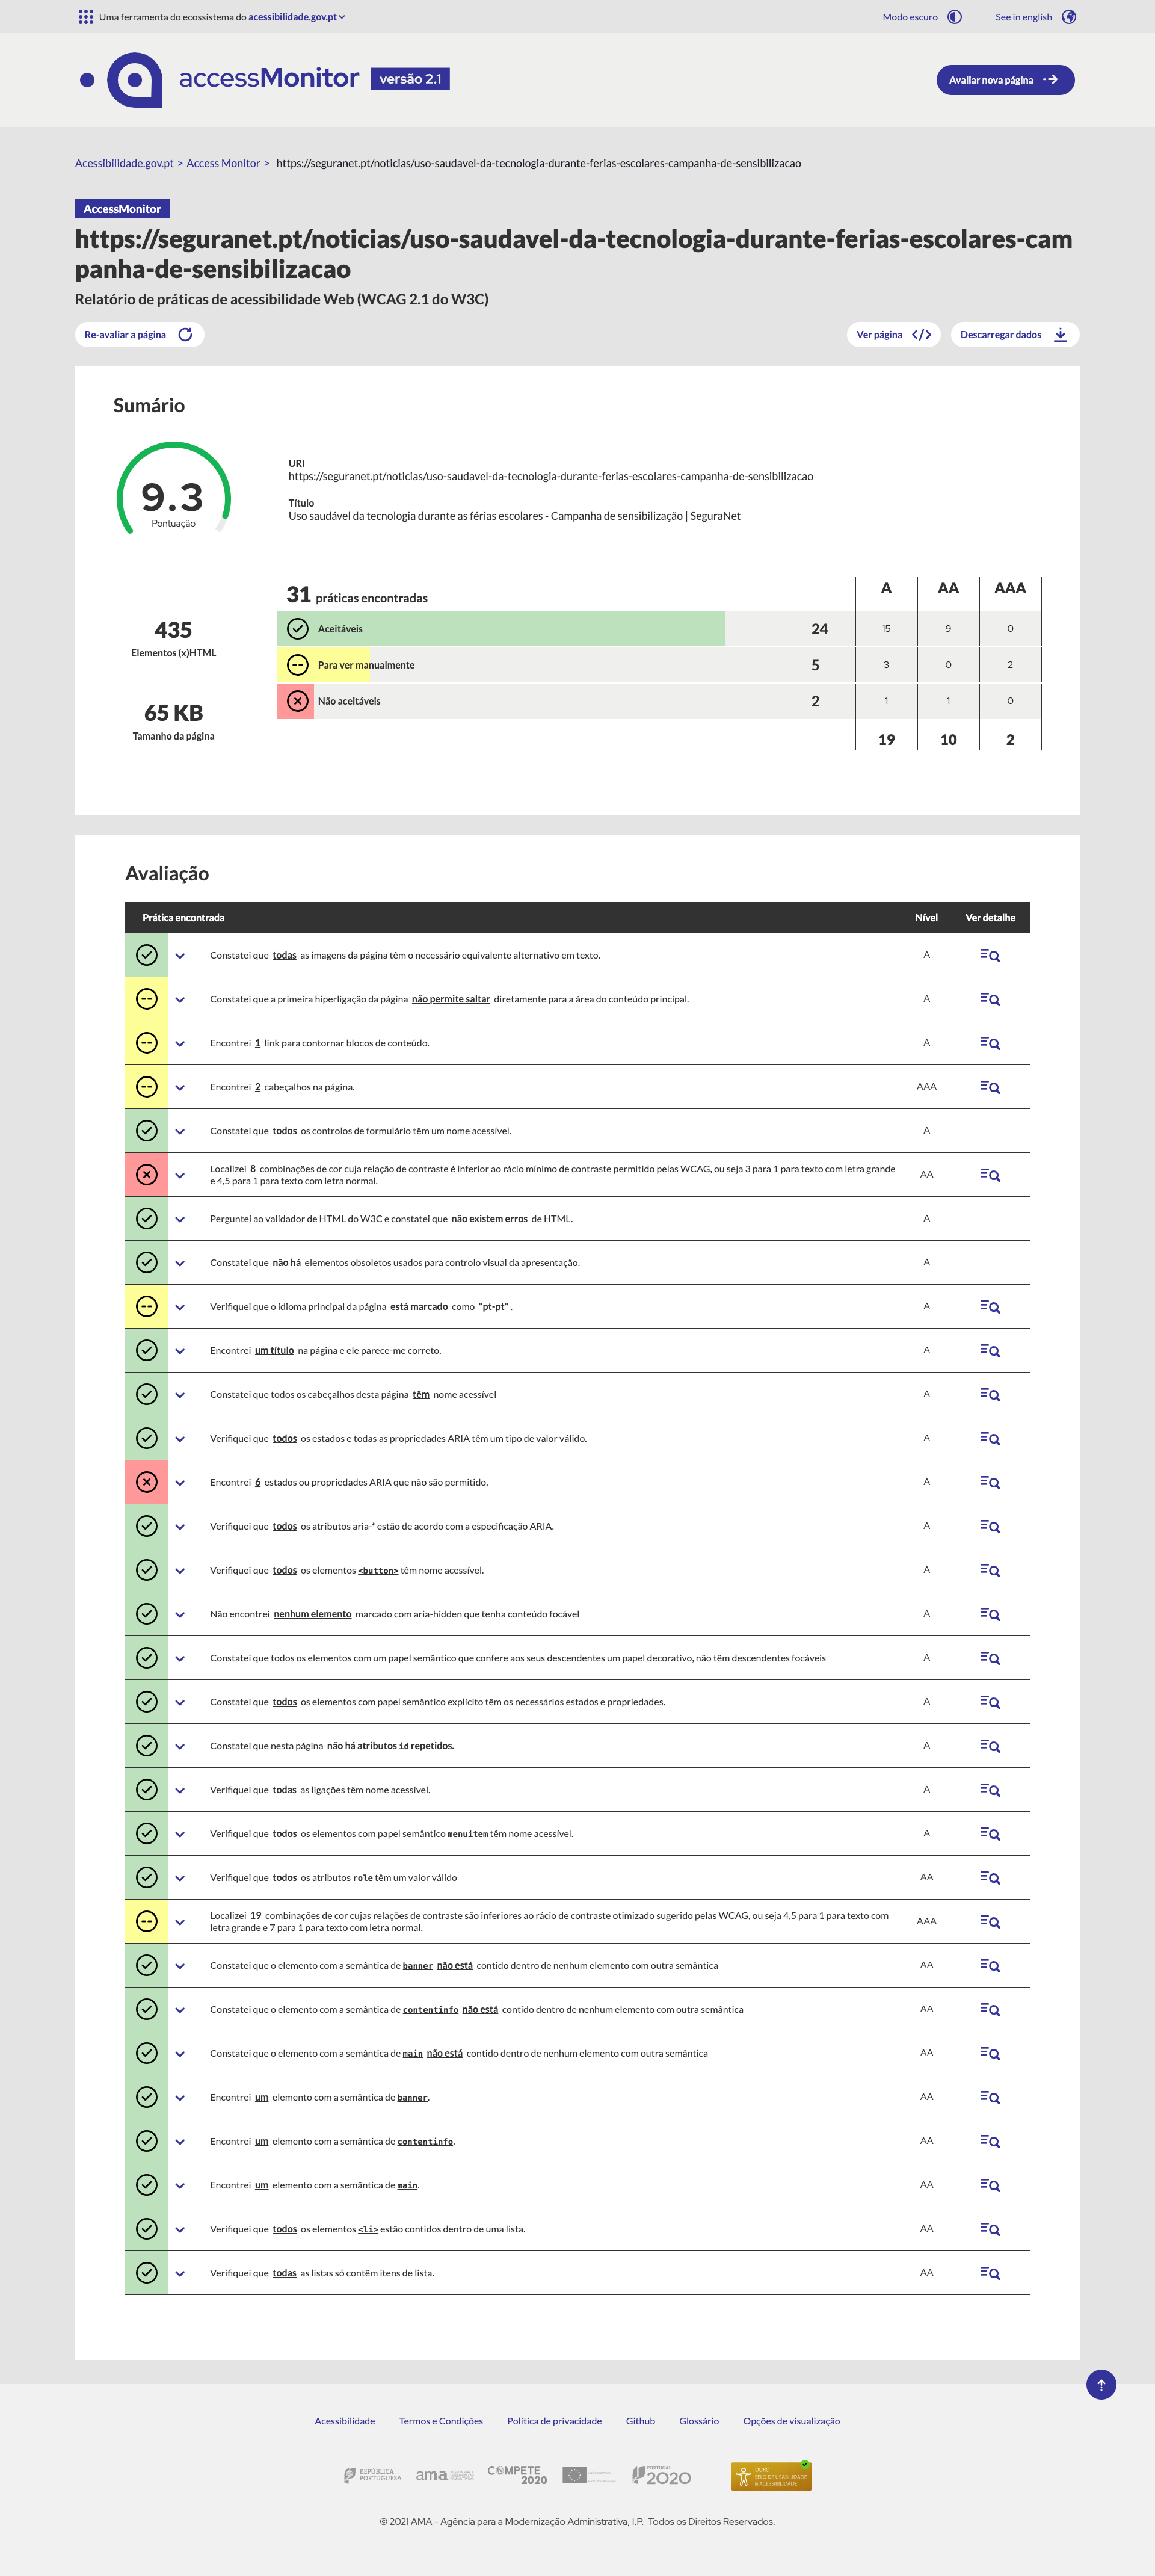 Uma ferramenta do ecossistema do acessibilidade.gov.pt
Modo escuro
See in english
accessMonitor versão 2.1
Avaliar nova página
Acessibilidade.gov.pt > Access Monitor > https://seguranet.pt/noticias/uso-saudavel-da-tecnologia-durante-ferias-escolares-campanha-de-sensibilizacao
AccessMonitor
https://seguranet.pt/noticias/uso-saudavel-da-tecnologia-durante-ferias-escolares-cam
panha-de-sensibilizacao
Relatório de práticas de acessibilidade Web (WCAG 2.1 do W3C)
Re-avaliar a página
Ver página
Descarregar dados
Sumário
9.3
Pontuação
URI
https://seguranet.pt/noticias/uso-saudavel-da-tecnologia-durante-ferias-escolares-campanha-de-sensibilizacao
Título
Uso saudável da tecnologia durante as férias escolares - Campanha de sensibilização | SeguraNet
435
Elementos (x)HTML
65 KB
Tamanho da página
31 práticas encontradas A AA AAA
Aceitáveis 24 15 9 0
Para ver manualmente 5 3 0 2
Não aceitáveis 2 1 1 0
19 10 2
Avaliação
Prática encontrada Nível Ver detalhe
Constatei que todas as imagens da página têm o necessário equivalente alternativo em texto. A
Constatei que a primeira hiperligação da página não permite saltar diretamente para a área do conteúdo principal. A
Encontrei 1 link para contornar blocos de conteúdo. A
Encontrei 2 cabeçalhos na página. AAA
Constatei que todos os controlos de formulário têm um nome acessível. A
Localizei 8 combinações de cor cuja relação de contraste é inferior ao rácio mínimo de contraste permitido pelas WCAG, ou seja 3 para 1 para texto com letra grande
e 4,5 para 1 para texto com letra normal. AA
Perguntei ao validador de HTML do W3C e constatei que não existem erros de HTML. A
Constatei que não há elementos obsoletos usados para controlo visual da apresentação. A
Verifiquei que o idioma principal da página está marcado como "pt-pt" . A
Encontrei um título na página e ele parece-me correto. A
Constatei que todos os cabeçalhos desta página têm nome acessível A
Verifiquei que todos os estados e todas as propriedades ARIA têm um tipo de valor válido. A
Encontrei 6 estados ou propriedades ARIA que não são permitido. A
Verifiquei que todos os atributos aria-* estão de acordo com a especificação ARIA. A
Verifiquei que todos os elementos <button> têm nome acessível. A
Não encontrei nenhum elemento marcado com aria-hidden que tenha conteúdo focável A
Constatei que todos os elementos com um papel semântico que confere aos seus descendentes um papel decorativo, não têm descendentes focáveis A
Constatei que todos os elementos com papel semântico explícito têm os necessários estados e propriedades. A
Constatei que nesta página não há atributos id repetidos. A
Verifiquei que todas as ligações têm nome acessível. A
Verifiquei que todos os elementos com papel semântico menuitem têm nome acessível. A
Verifiquei que todos os atributos role têm um valor válido AA
Localizei 19 combinações de cor cujas relações de contraste são inferiores ao rácio de contraste otimizado sugerido pelas WCAG, ou seja 4,5 para 1 para texto com
letra grande e 7 para 1 para texto com letra normal. AAA
Constatei que o elemento com a semântica de banner não está contido dentro de nenhum elemento com outra semântica AA
Constatei que o elemento com a semântica de contentinfo não está contido dentro de nenhum elemento com outra semântica AA
Constatei que o elemento com a semântica de main não está contido dentro de nenhum elemento com outra semântica AA
Encontrei um elemento com a semântica de banner. AA
Encontrei um elemento com a semântica de contentinfo. AA
Encontrei um elemento com a semântica de main. AA
Verifiquei que todos os elementos <li> estão contidos dentro de uma lista. AA
Verifiquei que todas as listas só contêm itens de lista. AA
Acessibilidade Termos e Condições Política de privacidade Github Glossário Opções de visualização
REPÚBLICA
PORTUGUESA
ama
COMPETE
2020
PORTUGAL
2020
OURO
SELO DE USABILIDADE
& ACESSIBILIDADE
© 2021 AMA - Agência para a Modernização Administrativa, I.P. Todos os Direitos Reservados.